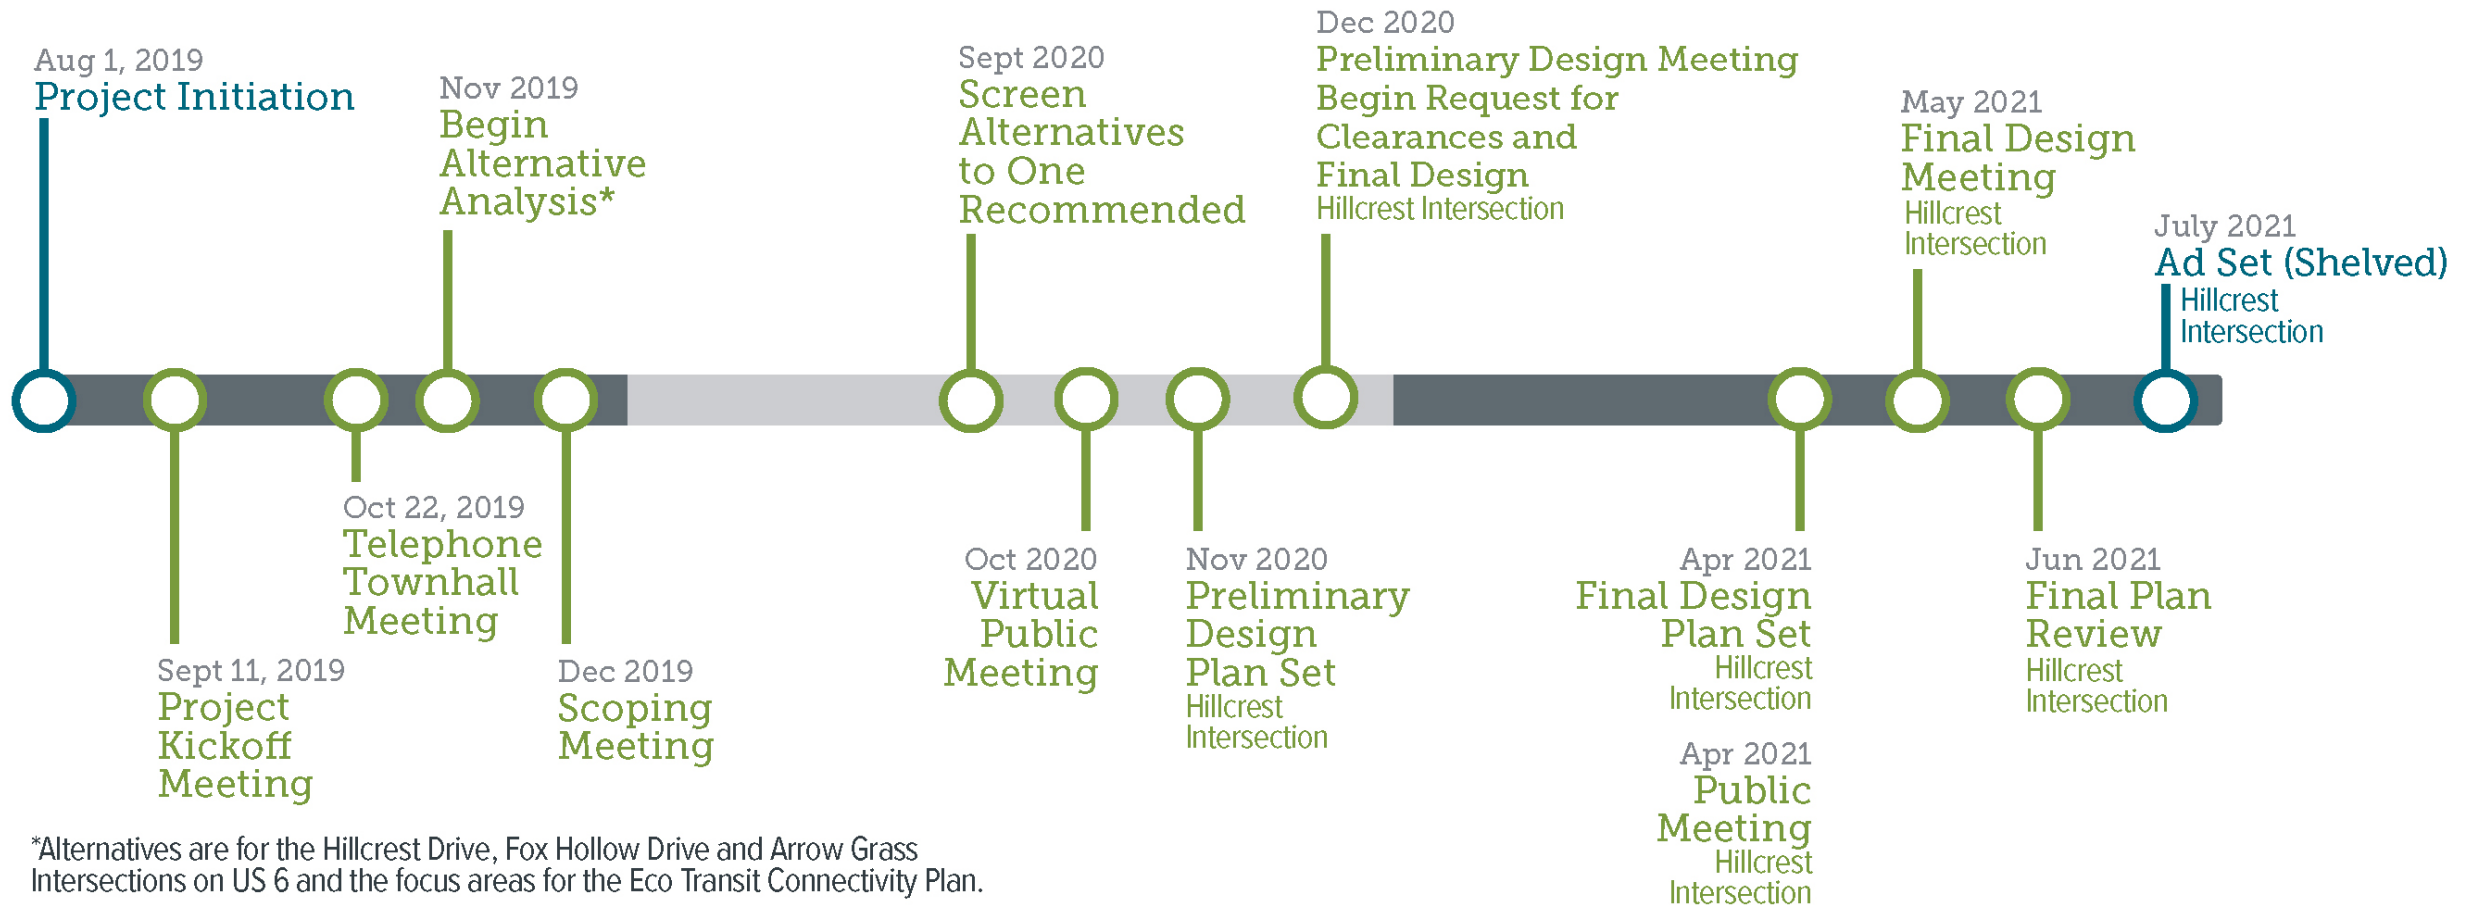 Aug 1, 2019
Project Initiation
Nov 2019
Begin
Alternative
Analysis*
Sept 2020
Screen
Alternatives
to One
Recommended
Dec 2020
Preliminary Design Meeting
Begin Request for
Clearances and
Final Design
Hillcrest Intersection
May 2021
Final Design
Meeting
Hillcrest
Intersection
July 2021
Ad Set (Shelved)
Hillcrest
Intersection
Sept 11, 2019
Project
Kickoff
Meeting
Oct 22, 2019
Telephone
Townhall
Meeting
Dec 2019
Scoping
Meeting
Oct 2020
Virtual
Public
Meeting
Nov 2020
Preliminary
Design
Plan Set
Hillcrest
Intersection
Apr 2021
Final Design
Plan Set
Hillcrest
Intersection
Apr 2021
Public
Meeting
Hillcrest
Intersection
Jun 2021
Final Plan
Review
Hillcrest
Intersection
*Alternatives are for the Hillcrest Drive, Fox Hollow Drive and Arrow Grass
Intersections on US 6 and the focus areas for the Eco Transit Connectivity Plan.